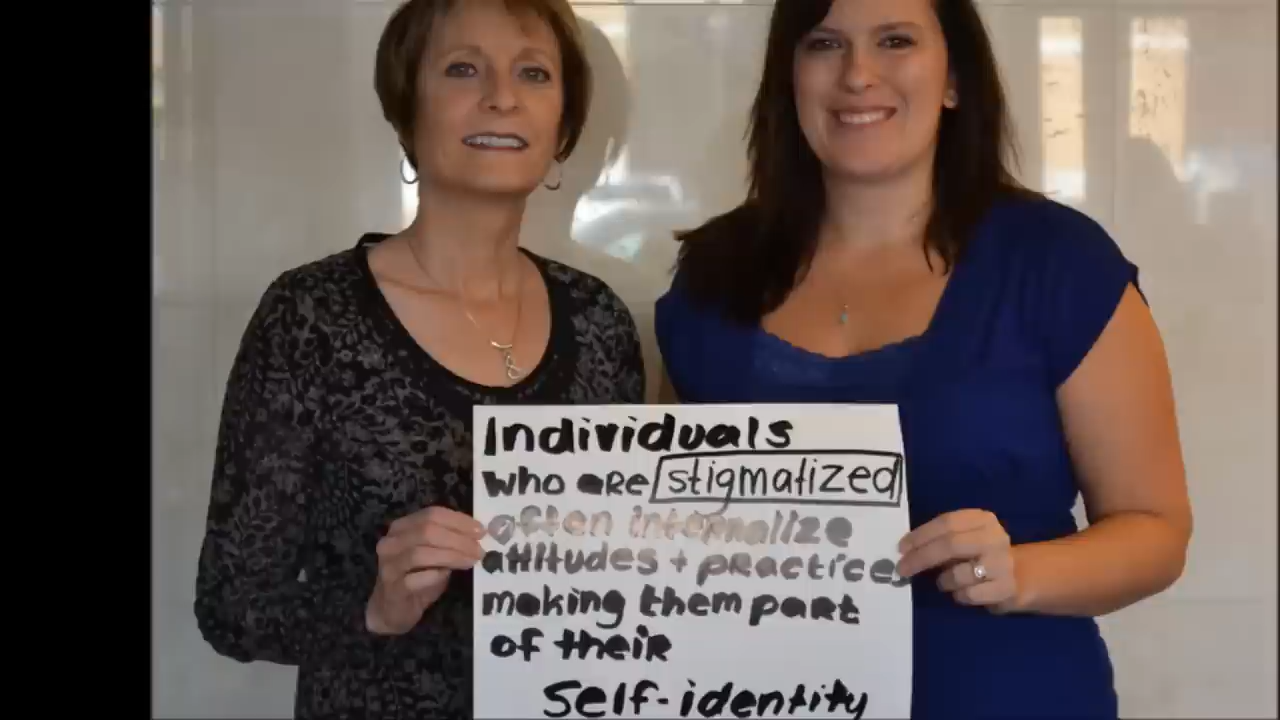 Individuals
who are stigmatized
often internalize
attitudes + practices
making them part
of their
Self-identity